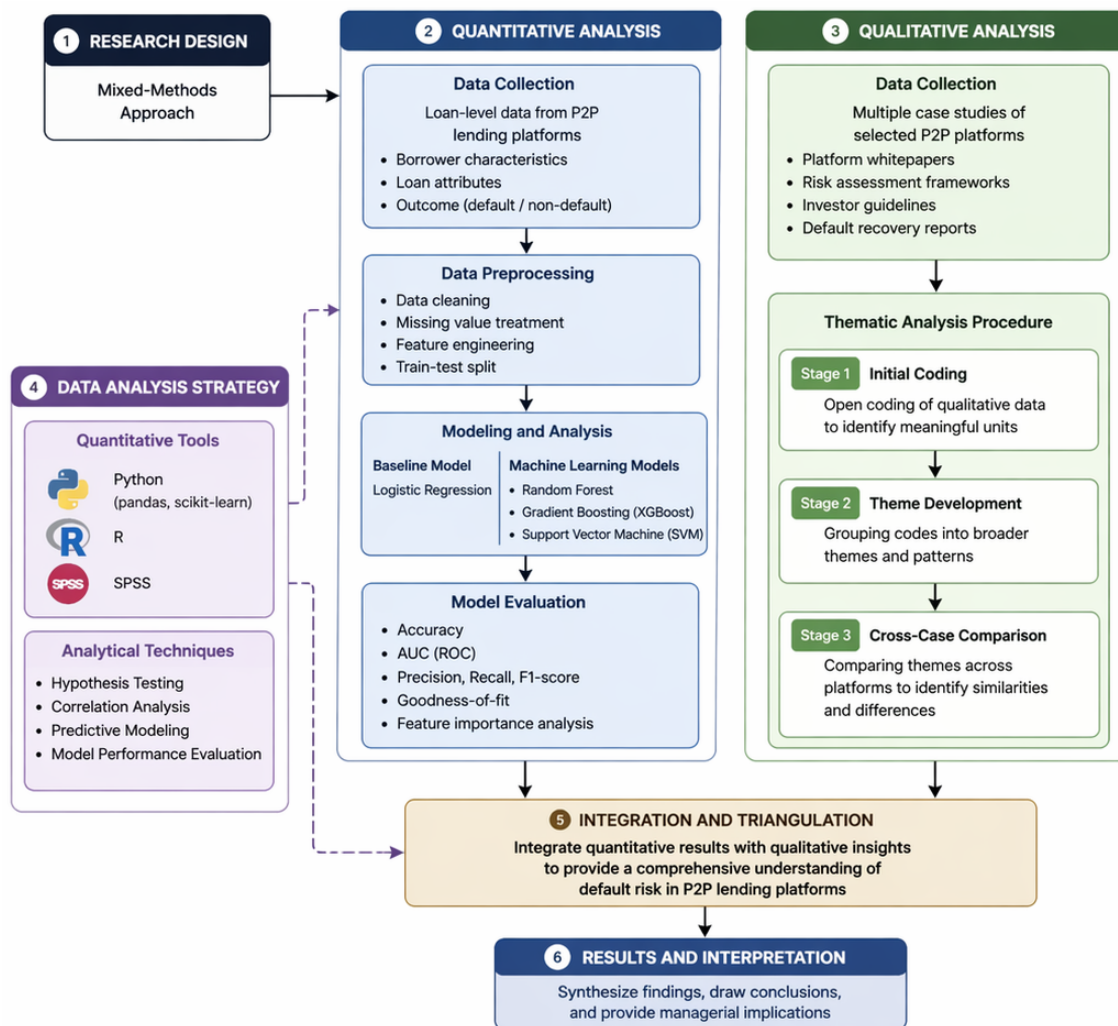 1 RESEARCH DESIGN
Mixed-Methods
Approach
2 QUANTITATIVE ANALYSIS
Data Collection
Loan-level data from P2P
lending platforms
• Borrower characteristics
• Loan attributes
• Outcome (default / non-default)
Data Preprocessing
• Data cleaning
• Missing value treatment
• Feature engineering
• Train-test split
Modeling and Analysis
Baseline Model
Logistic Regression
Machine Learning Models
• Random Forest
• Gradient Boosting (XGBoost)
• Support Vector Machine (SVM)
Model Evaluation
• Accuracy
• AUC (ROC)
• Precision, Recall, F1-score
• Goodness-of-fit
• Feature importance analysis
3 QUALITATIVE ANALYSIS
Data Collection
Multiple case studies of
selected P2P platforms
• Platform whitepapers
• Risk assessment frameworks
• Investor guidelines
• Default recovery reports
Thematic Analysis Procedure
Stage 1 Initial Coding
Open coding of qualitative data
to identify meaningful units
Stage 2 Theme Development
Grouping codes into broader
themes and patterns
Stage 3 Cross-Case Comparison
Comparing themes across
platforms to identify similarities
and differences
4 DATA ANALYSIS STRATEGY
Quantitative Tools
Python
(pandas, scikit-learn)
R R
SPSS SPSS
Analytical Techniques
• Hypothesis Testing
• Correlation Analysis
• Predictive Modeling
• Model Performance Evaluation
5 INTEGRATION AND TRIANGULATION
Integrate quantitative results with qualitative insights
to provide a comprehensive understanding of
default risk in P2P lending platforms
6 RESULTS AND INTERPRETATION
Synthesize findings, draw conclusions,
and provide managerial implications